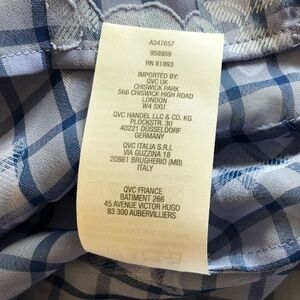 A347657
958959
RN 81893
IMPORTED BY:
QVC UK
CHISWICK PARK
566 CHISWICK HIGH ROAD
LONDON
W4 5XU
QVC HANDEL LLC & CO. KG
PLOCKSTR. 30
40221 DÜSSELDORF
GERMANY
QVC ITALIA S.R.L
VIA GUZZINA 18
20861 BRUGHERIO (MB)
ITALY
QVC FRANCE
BATIMENT 266
45 AVENUE VICTOR HUGO
93 300 AUBERVILLIERS